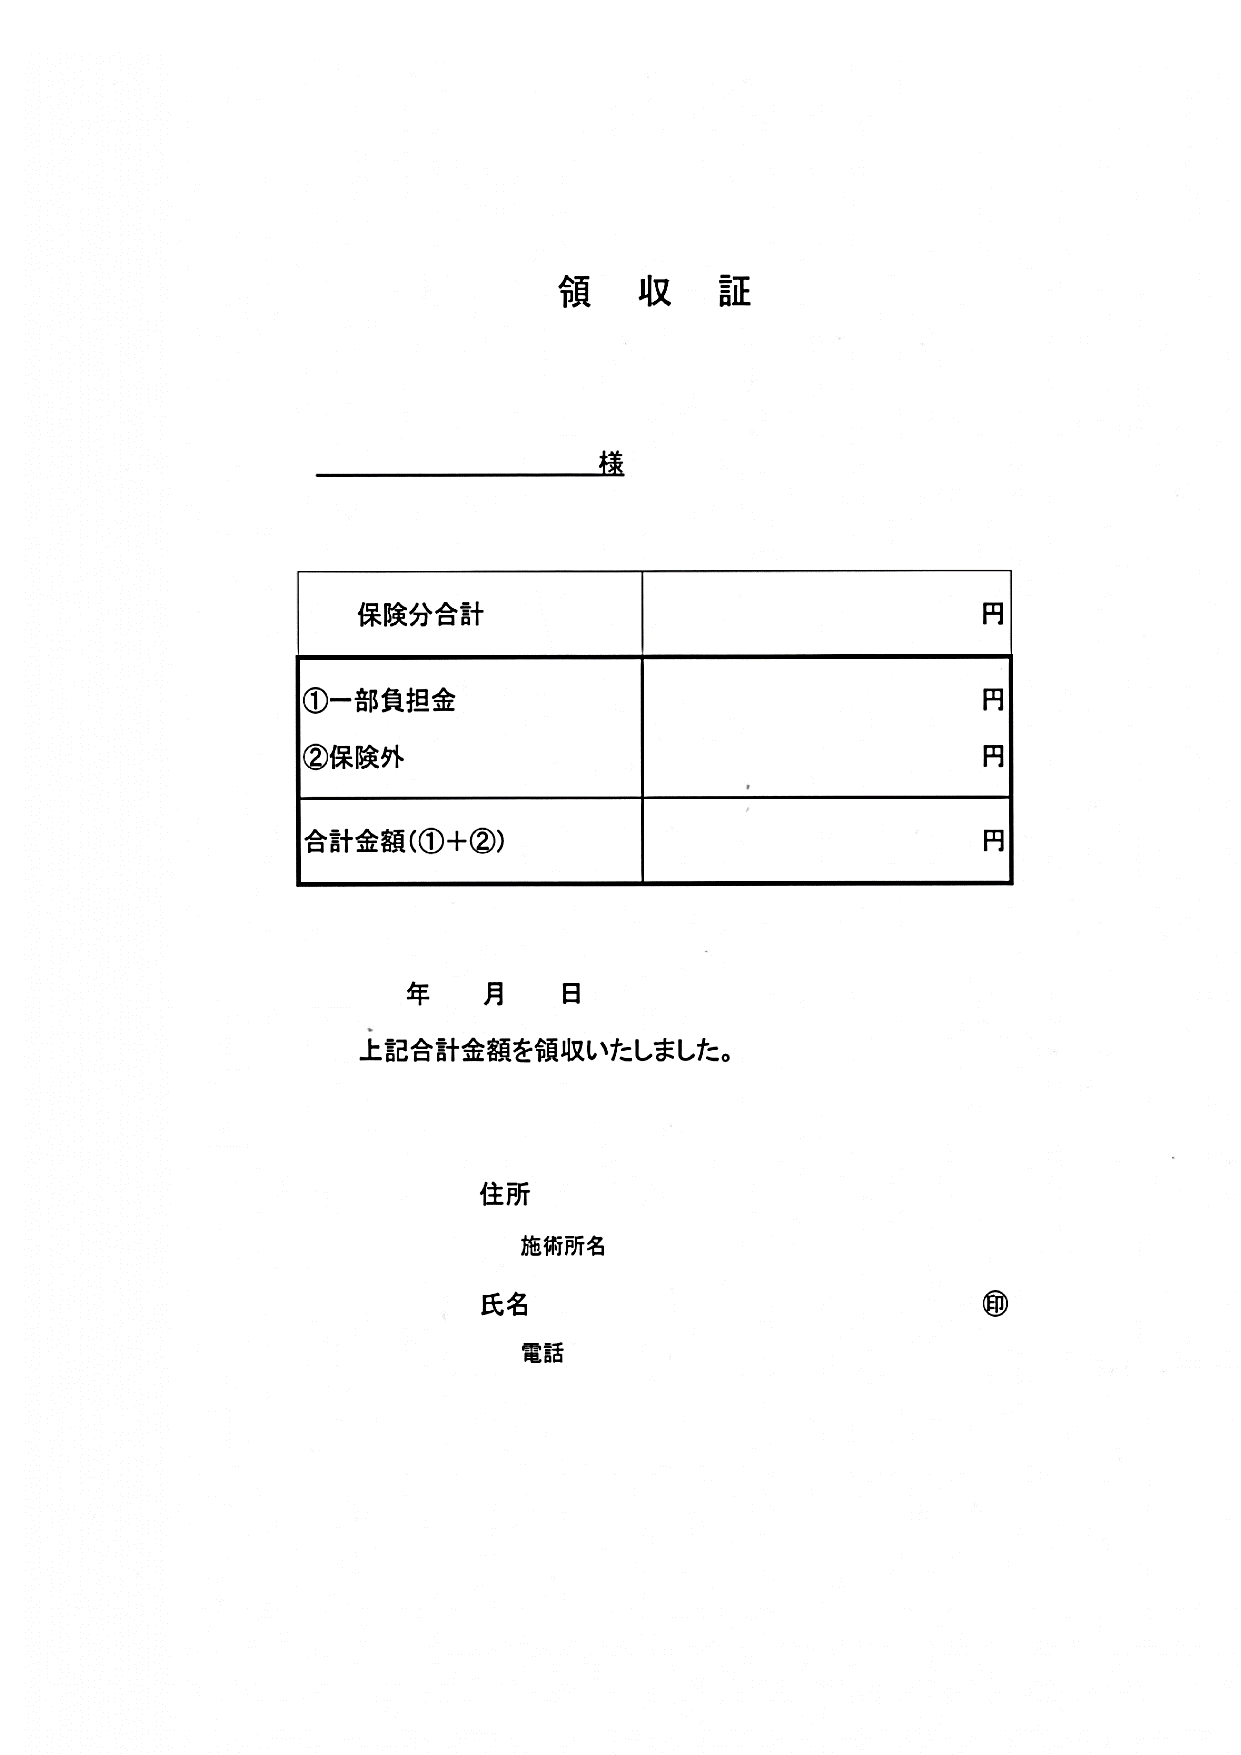 領　収　証
様
保険分合計　円
①一部負担金　円
②保険外　円
合計金額(①＋②)　円
年　月　日
上記合計金額を領収いたしました。
住所
施術所名
氏名　㊞
電話